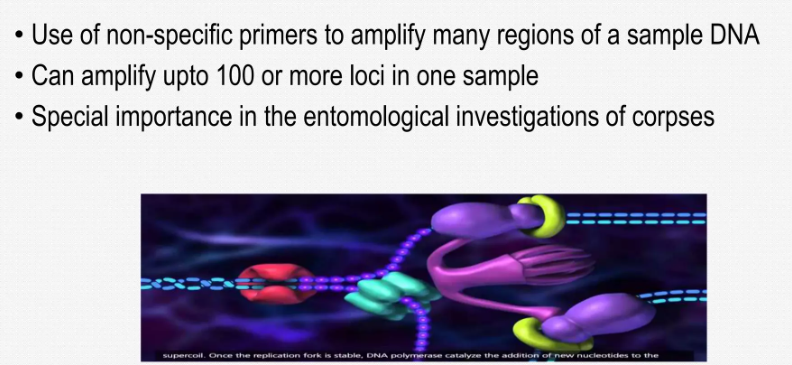 • Use of non-specific primers to amplify many regions of a sample DNA
• Can amplify upto 100 or more loci in one sample
• Special importance in the entomological investigations of corpses
supercoil. Once the replication fork is stable, DNA polymerase catalyze the addition of new nucleotides to the